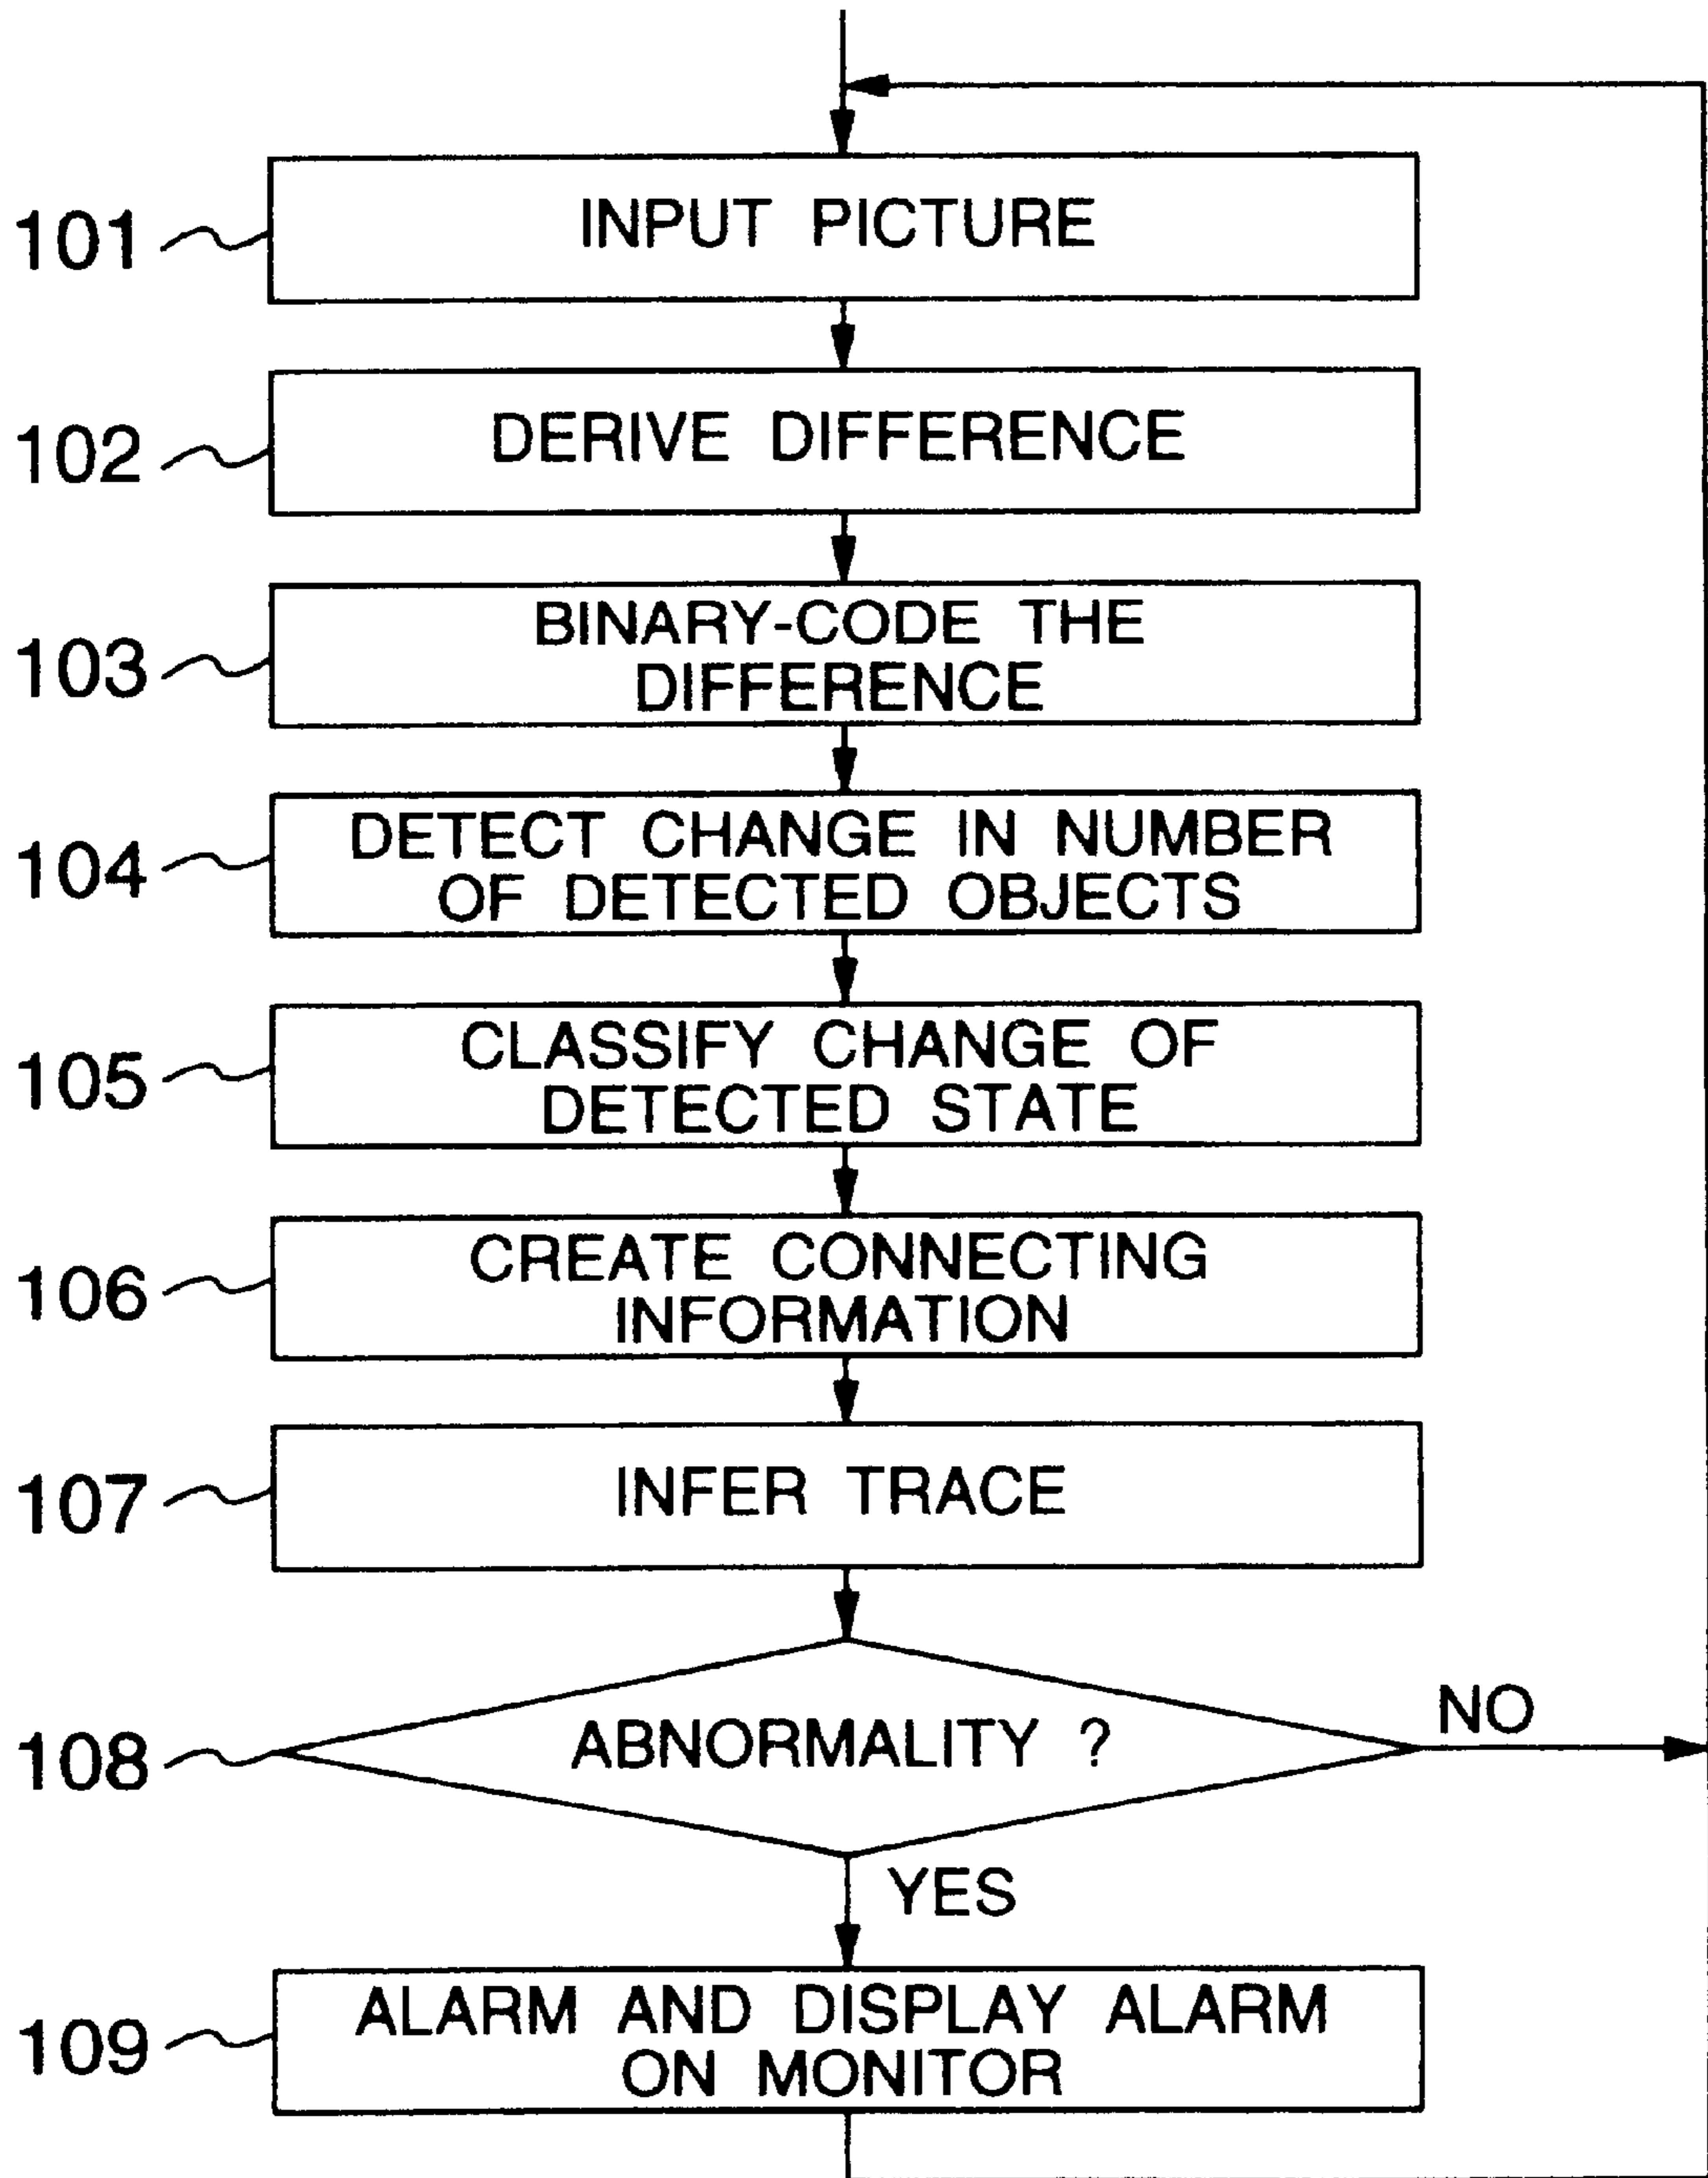 101
INPUT PICTURE
102
DERIVE DIFFERENCE
103
BINARY-CODE THE
DIFFERENCE
104
DETECT CHANGE IN NUMBER
OF DETECTED OBJECTS
105
CLASSIFY CHANGE OF
DETECTED STATE
106
CREATE CONNECTING
INFORMATION
107
INFER TRACE
108
ABNORMALITY ?
NO
YES
109
ALARM AND DISPLAY ALARM
ON MONITOR